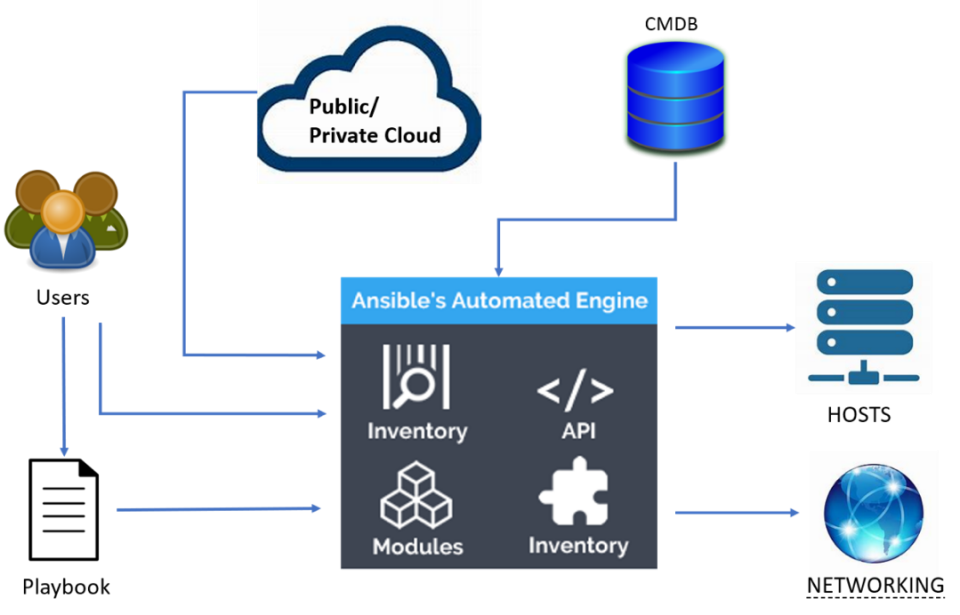 CMDB
Public/
Private Cloud
Users
Ansible's Automated Engine
Inventory
</>
API
HOSTS
Modules
Inventory
Playbook
NETWORKING